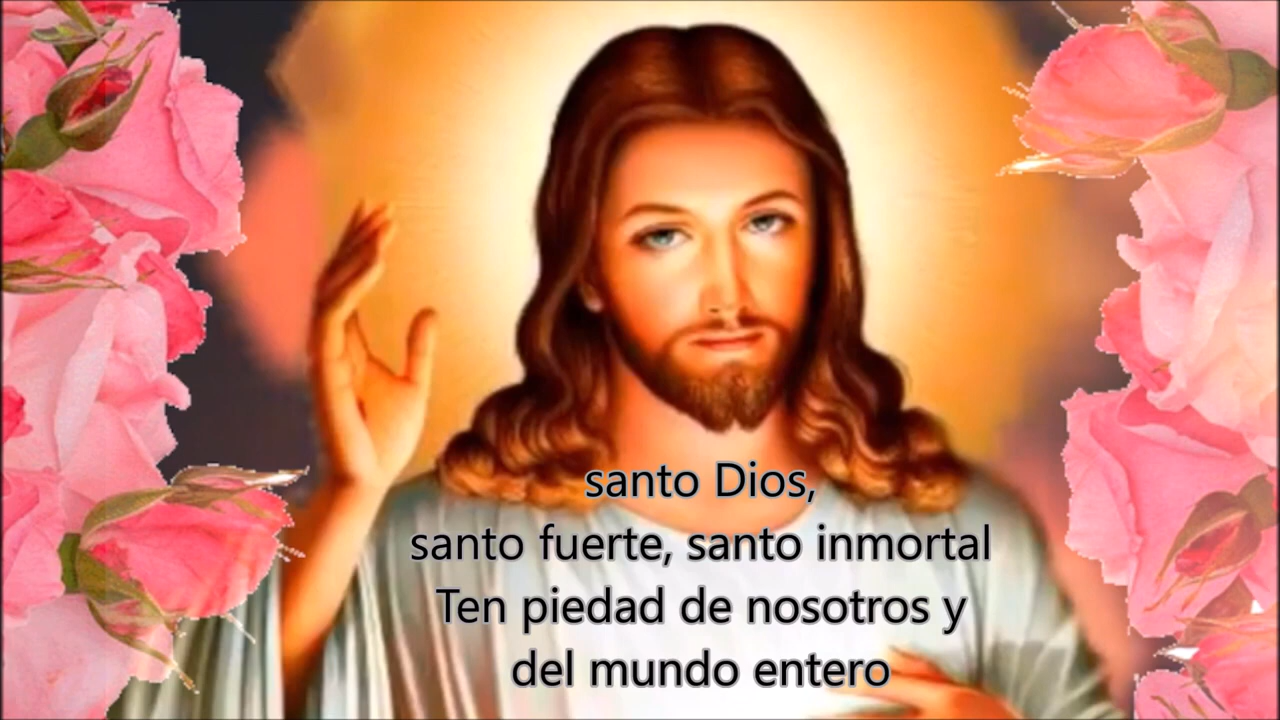 santo Dios,
santo fuerte, santo inmortal
Ten piedad de nosotros y
del mundo entero